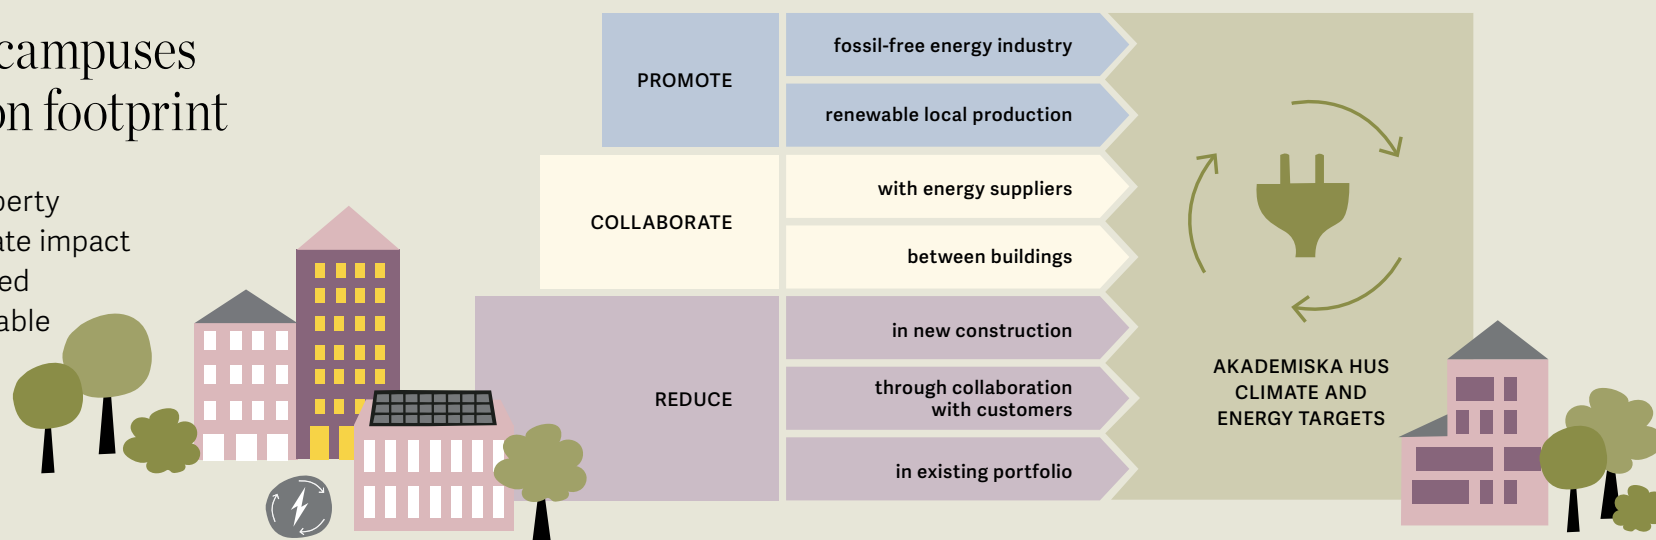 campuses
on footprint
perty
ate impact
ed
able
PROMOTE
fossil-free energy industry
renewable local production
COLLABORATE
with energy suppliers
between buildings
REDUCE
in new construction
through collaboration
with customers
in existing portfolio
AKADEMISKA HUS
CLIMATE AND
ENERGY TARGETS